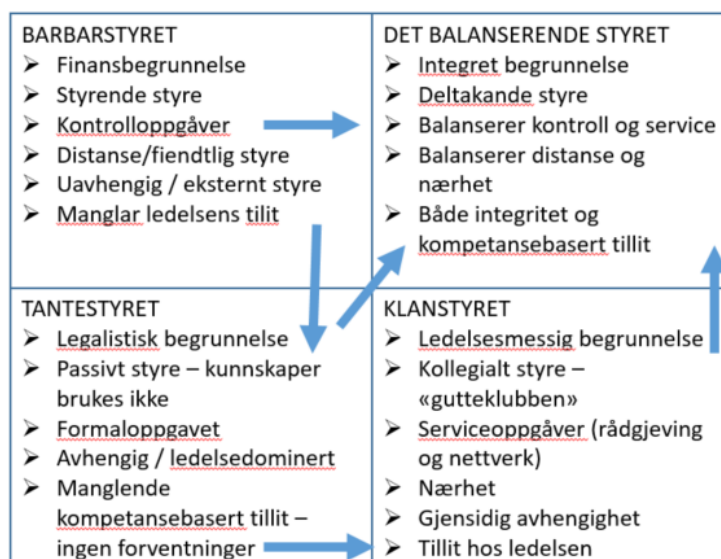 BARBARSTYRET
➢ Finansbegrunnelse
➢ Styrende styre
➢ Kontrolloppgåver
➢ Distanse/fiendtlig styre
➢ Uavhengig / eksternt styre
➢ Manglar ledelsens tilit
DET BALANSERENDE STYRET
➢ Integret begrunnelse
➢ Deltakande styre
➢ Balanserer kontroll og service
➢ Balanserer distanse og
nærhet
➢ Både integritet og
kompetansebasert tillit
TANTESTYRET
➢ Legalistisk begrunnelse
➢ Passivt styre – kunnskaper
brukes ikke
➢ Formaloppgavet
➢ Avhengig / ledelsedominert
➢ Manglende
kompetansebasert tillit –
ingen forventninger
KLANSTYRET
➢ Ledelsesmessig begrunnelse
➢ Kollegialt styre –
«gutteklubben»
➢ Serviceoppgåver (rådgjeving
og nettverk)
➢ Nærhet
➢ Gjensidig avhengighet
➢ Tillit hos ledelsen